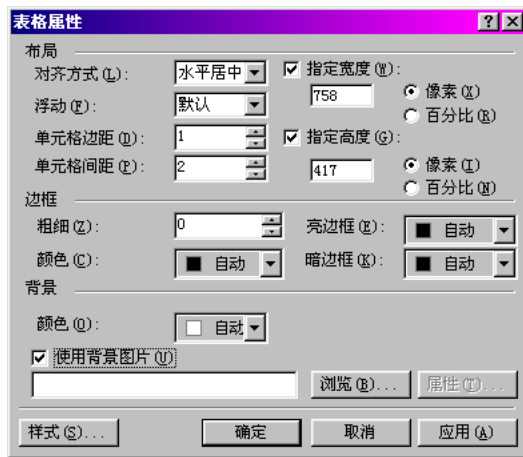 表格属性
布局
对齐方式(L): 水平居中 指定宽度(W):
浮动(F): 默认 758 像素(X)
百分比(R)
单元格边距(D): 1 指定高度(G):
单元格间距(P): 2 417 像素(I)
百分比(N)
边框
粗细(Z): 0 亮边框(E): 自动
颜色(C): 自动 暗边框(K): 自动
背景
颜色(O): 自动
使用背景图片(U)
浏览(B)... 属性(T)...
样式(S)... 确定 取消 应用(A)